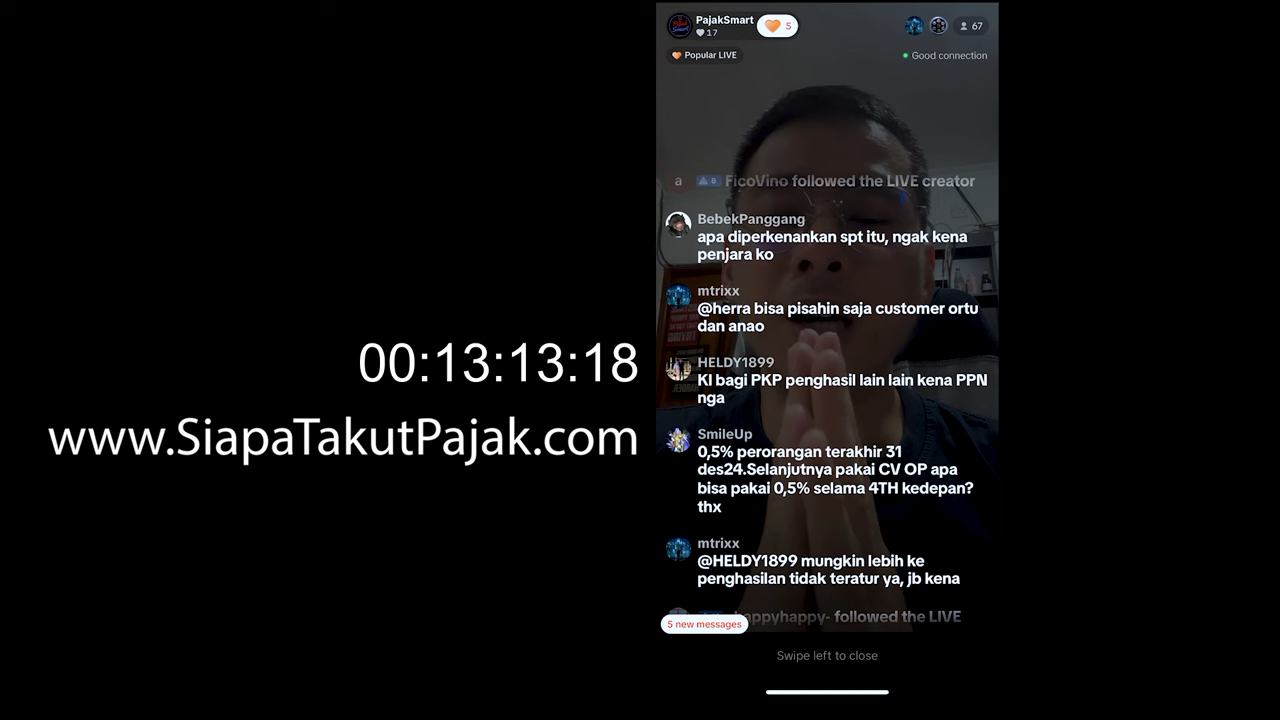 00:13:13:18
www.SiapaTakutPajak.com
PajakSmart
17
5
67
Popular LIVE
Good connection
a 8 FicoVino followed the LIVE creator
BebekPanggang
apa diperkenankan spt itu, ngak kena
penjara ko
mtrixx
@herra bisa pisahin saja customer ortu
dan anao
HELDY1899
KI bagi PKP penghasil lain lain kena PPN
nga
SmileUp
0,5% perorangan terakhir 31
des24.Selanjutnya pakai CV OP apa
bisa pakai 0,5% selama 4TH kedepan?
thx
mtrixx
@HELDY1899 mungkin lebih ke
penghasilan tidak teratur ya, jb kena
happyhappy- followed the LIVE
5 new messages
Swipe left to close